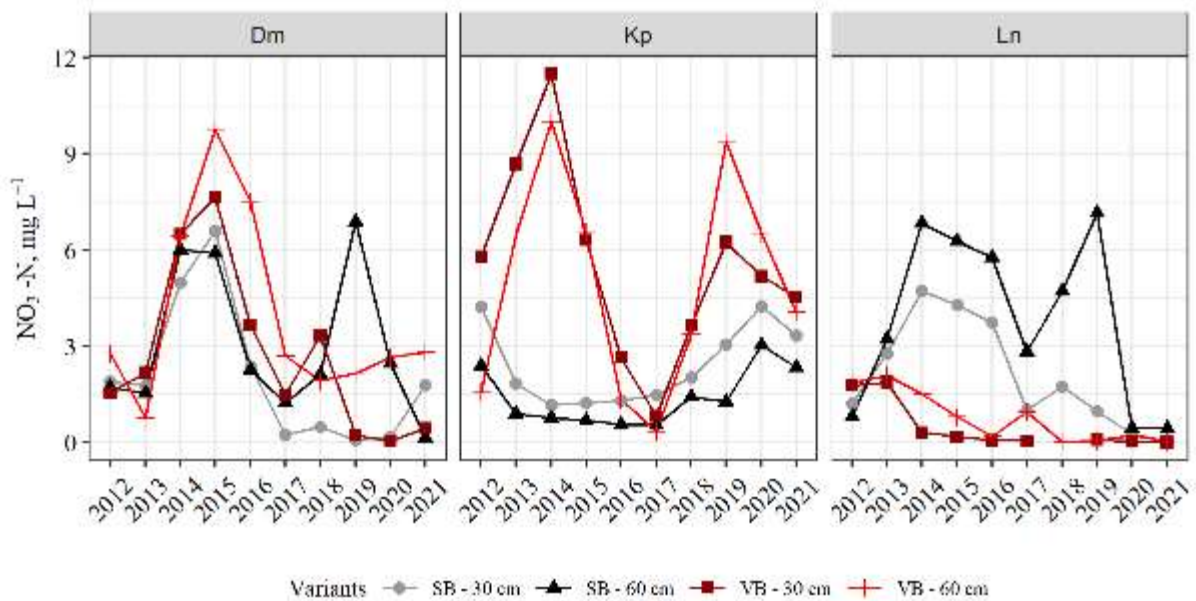 Dm Kp Ln
12
9
6
3
0
NO₃ -N, mg L⁻¹
2012 2013 2014 2015 2016 2017 2018 2019 2020 2021 2012 2013 2014 2015 2016 2017 2018 2019 2020 2021 2012 2013 2014 2015 2016 2017 2018 2019 2020 2021
Variants SB - 30 cm SB - 60 cm VB - 30 cm VB - 60 cm